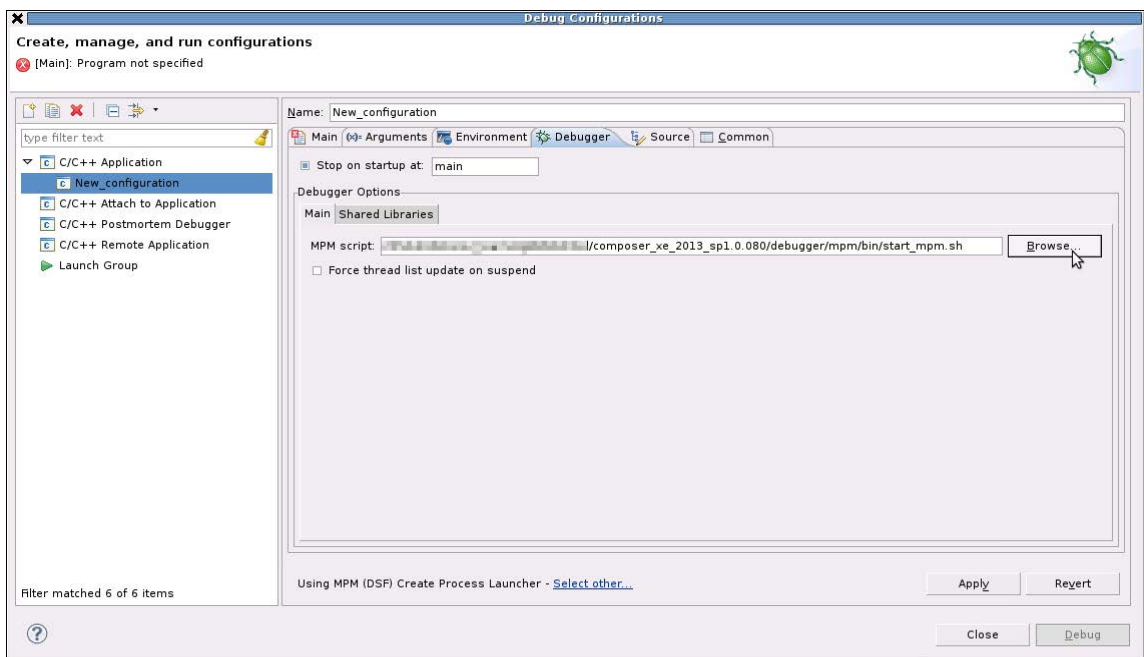 Debug Configurations
Create, manage, and run configurations
[Main]: Program not specified
type filter text
C/C++ Application
New_configuration
C/C++ Attach to Application
C/C++ Postmortem Debugger
C/C++ Remote Application
Launch Group
Filter matched 6 of 6 items
Name: New_configuration
Main (x)= Arguments Environment Debugger Source Common
Stop on startup at: main
Debugger Options
Main Shared Libraries
MPM script: /composer_xe_2013_sp1.0.080/debugger/mpm/bin/start_mpm.sh Browse...
Force thread list update on suspend
Using MPM (DSF) Create Process Launcher - Select other...
Apply Revert
Close Debug